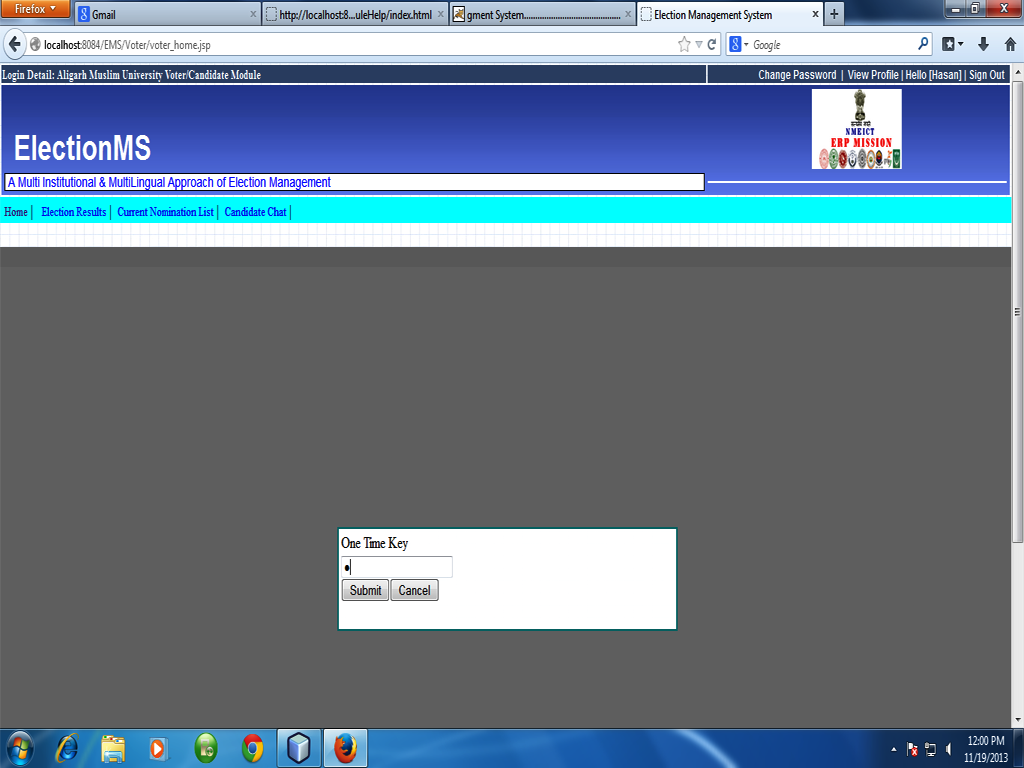 Firefox
Gmail
http://localhost:8...uleHelp/index.html
gment System
Election Management System
localhost:8084/EMS/Voter/voter_home.jsp
Google
Login Detail: Aligarh Muslim University Voter/Candidate Module
Change Password | View Profile | Hello [Hasan] | Sign Out
ElectionMS
NMEICT
ERP MISSION
A Multi Institutional & MultiLingual Approach of Election Management
Home | Election Results | Current Nomination List | Candidate Chat |
One Time Key
Submit Cancel
12:00 PM
11/19/2013